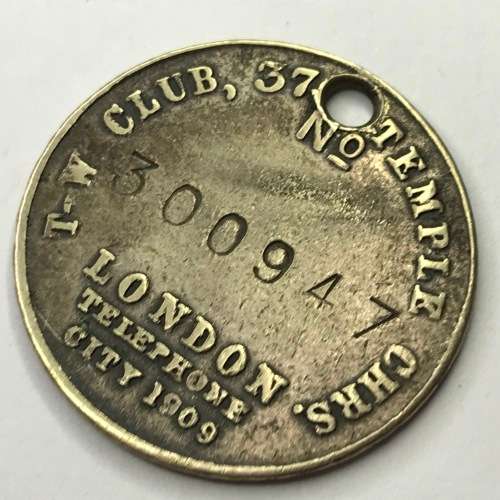 T-W CLUB, 37 TEMPLE CHRS.
No
300947
LONDON
TELEPHONE
CITY 1909